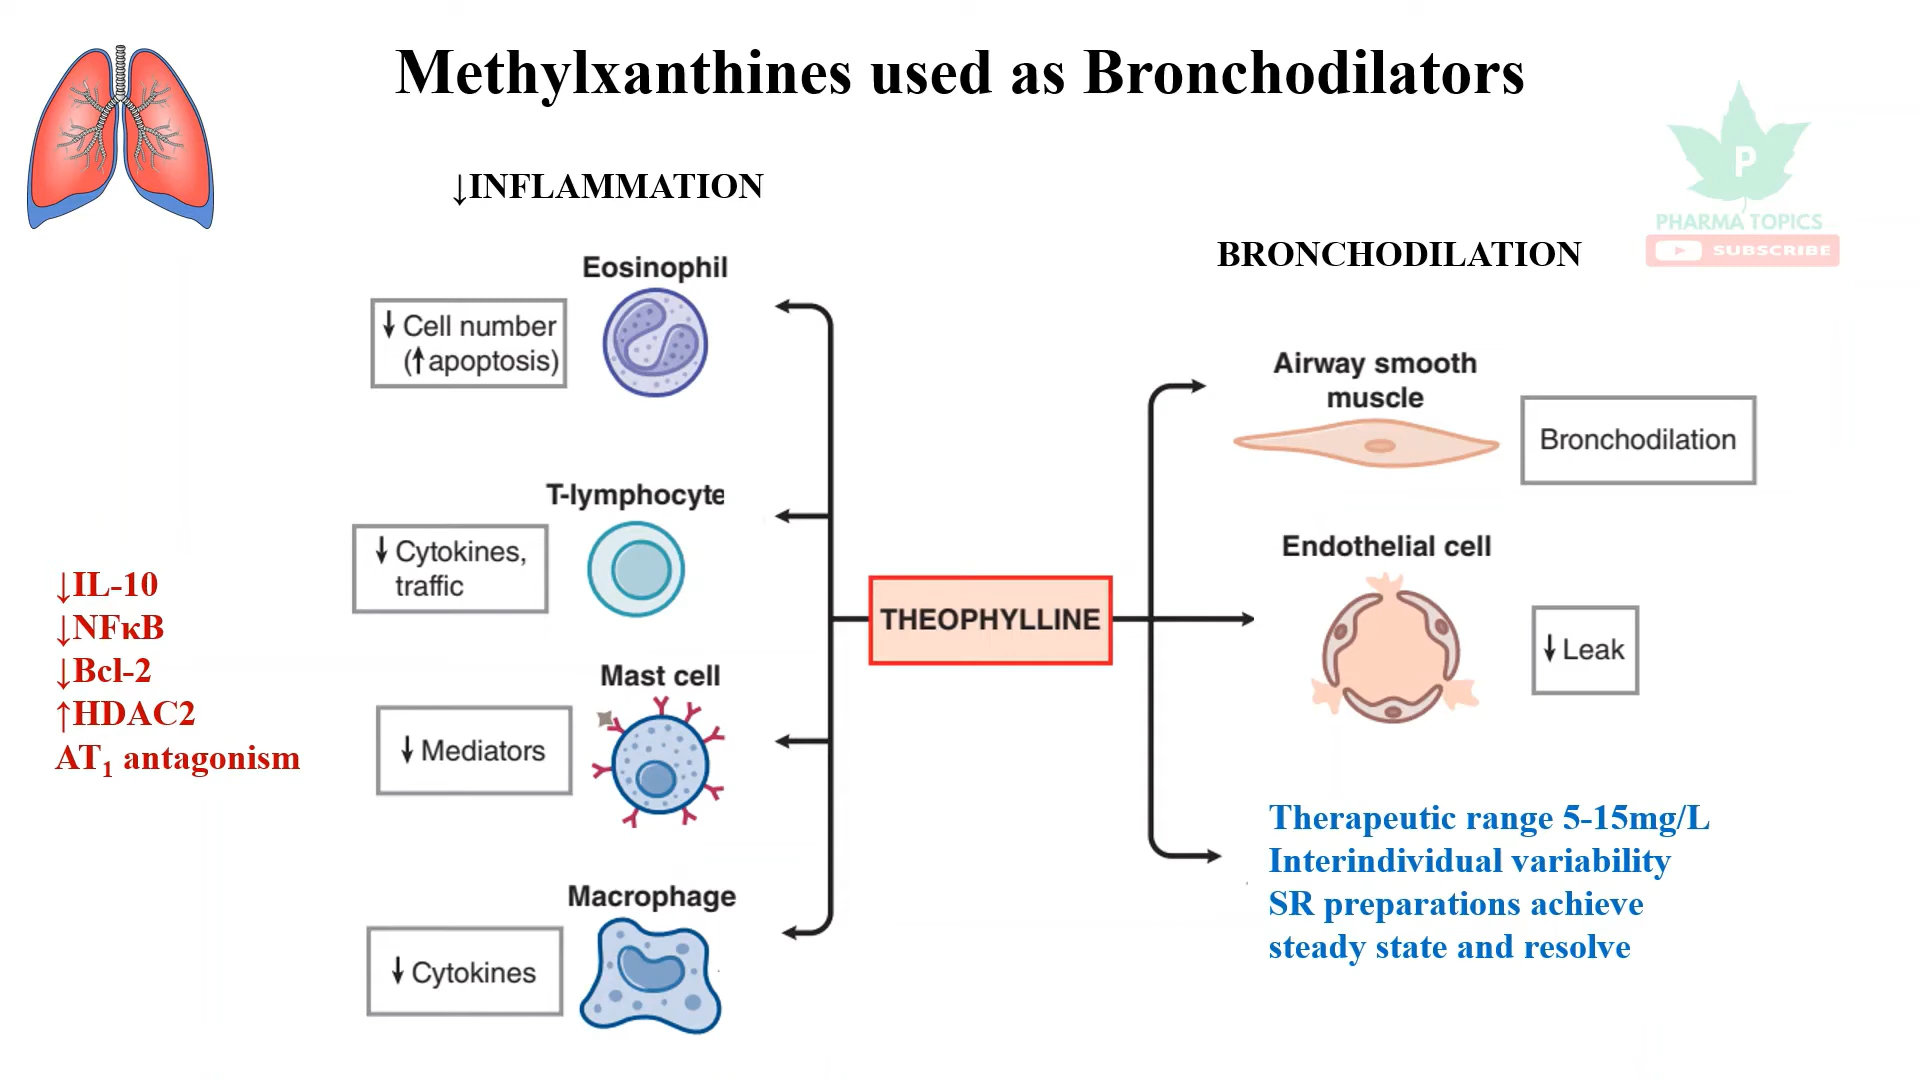 Methylxanthines used as Bronchodilators
↓INFLAMMATION
Eosinophil
↓ Cell number
(↑apoptosis)
T-lymphocyte
↓ Cytokines,
traffic
Mast cell
↓ Mediators
Macrophage
↓ Cytokines
↓IL-10
↓NFκB
↓Bcl-2
↑HDAC2
AT₁ antagonism
THEOPHYLLINE
P
PHARMA TOPICS
SUBSCRIBE
BRONCHODILATION
Airway smooth
muscle
Bronchodilation
Endothelial cell
↓ Leak
Therapeutic range 5-15mg/L
Interindividual variability
SR preparations achieve
steady state and resolve